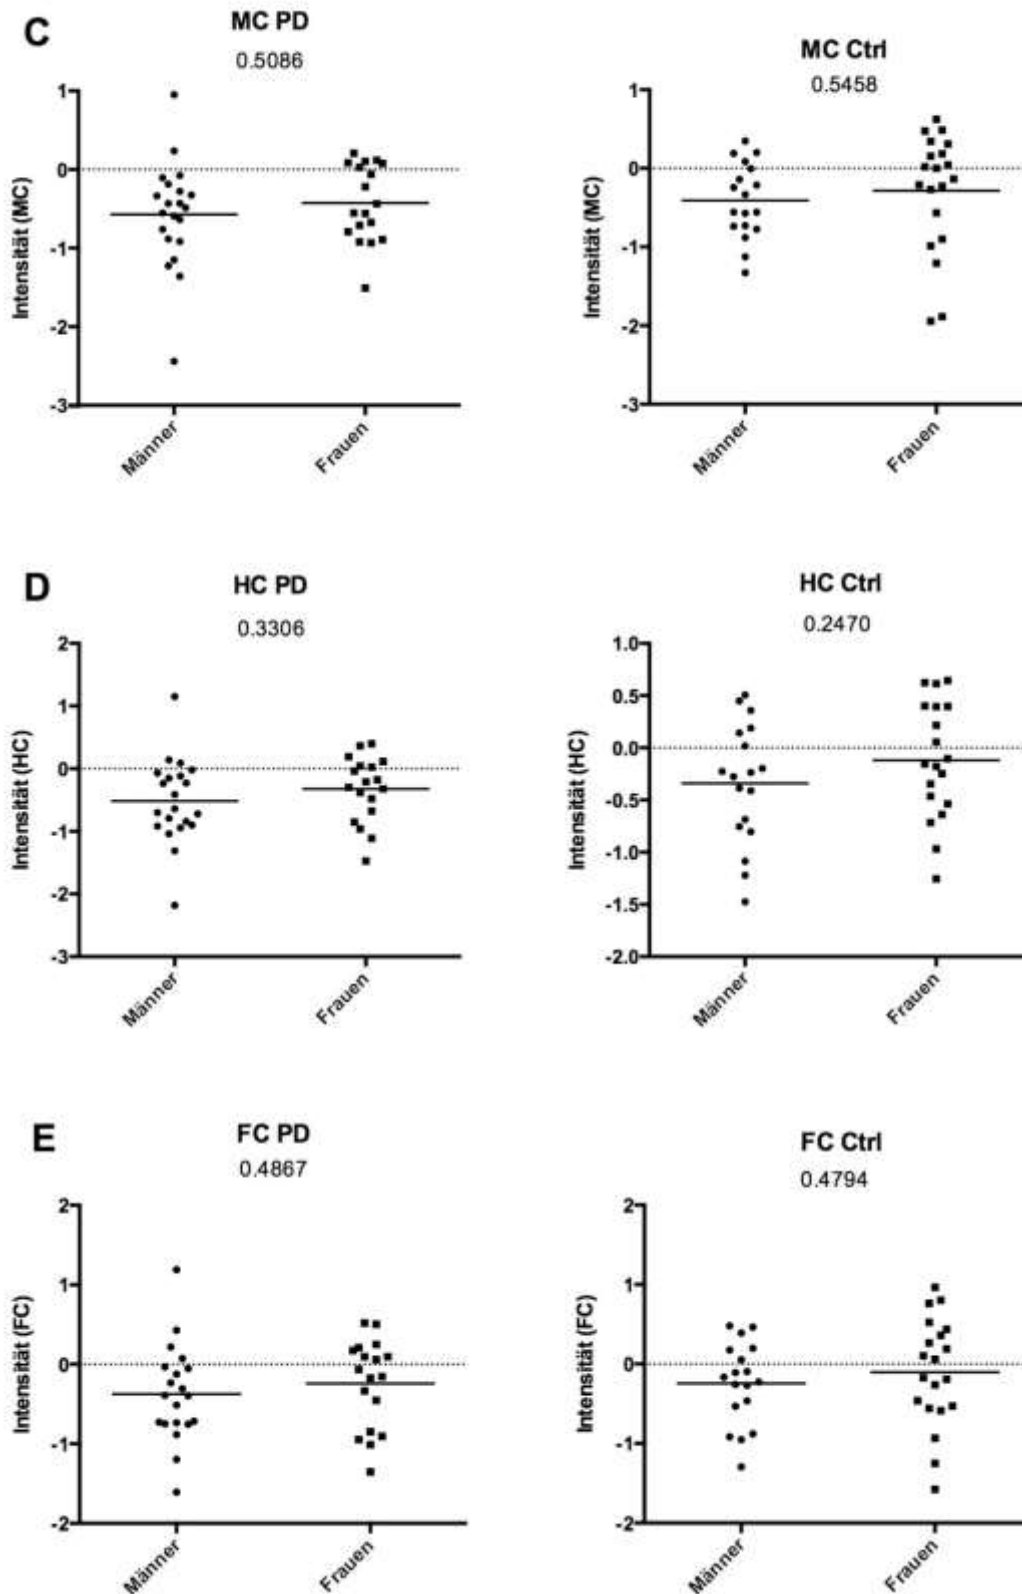 C
MC PD
0.5086
1
0
-1
-2
-3
Intensität (MC)
Männer
Frauen
MC Ctrl
0.5458
1
0
-1
-2
-3
Intensität (MC)
Männer
Frauen
D
HC PD
0.3306
2
1
0
-1
-2
-3
Intensität (HC)
Männer
Frauen
HC Ctrl
0.2470
1.0
0.5
0.0
-0.5
-1.0
-1.5
-2.0
Intensität (HC)
Männer
Frauen
E
FC PD
0.4867
2
1
0
-1
-2
Intensität (FC)
Männer
Frauen
FC Ctrl
0.4794
2
1
0
-1
-2
Intensität (FC)
Männer
Frauen